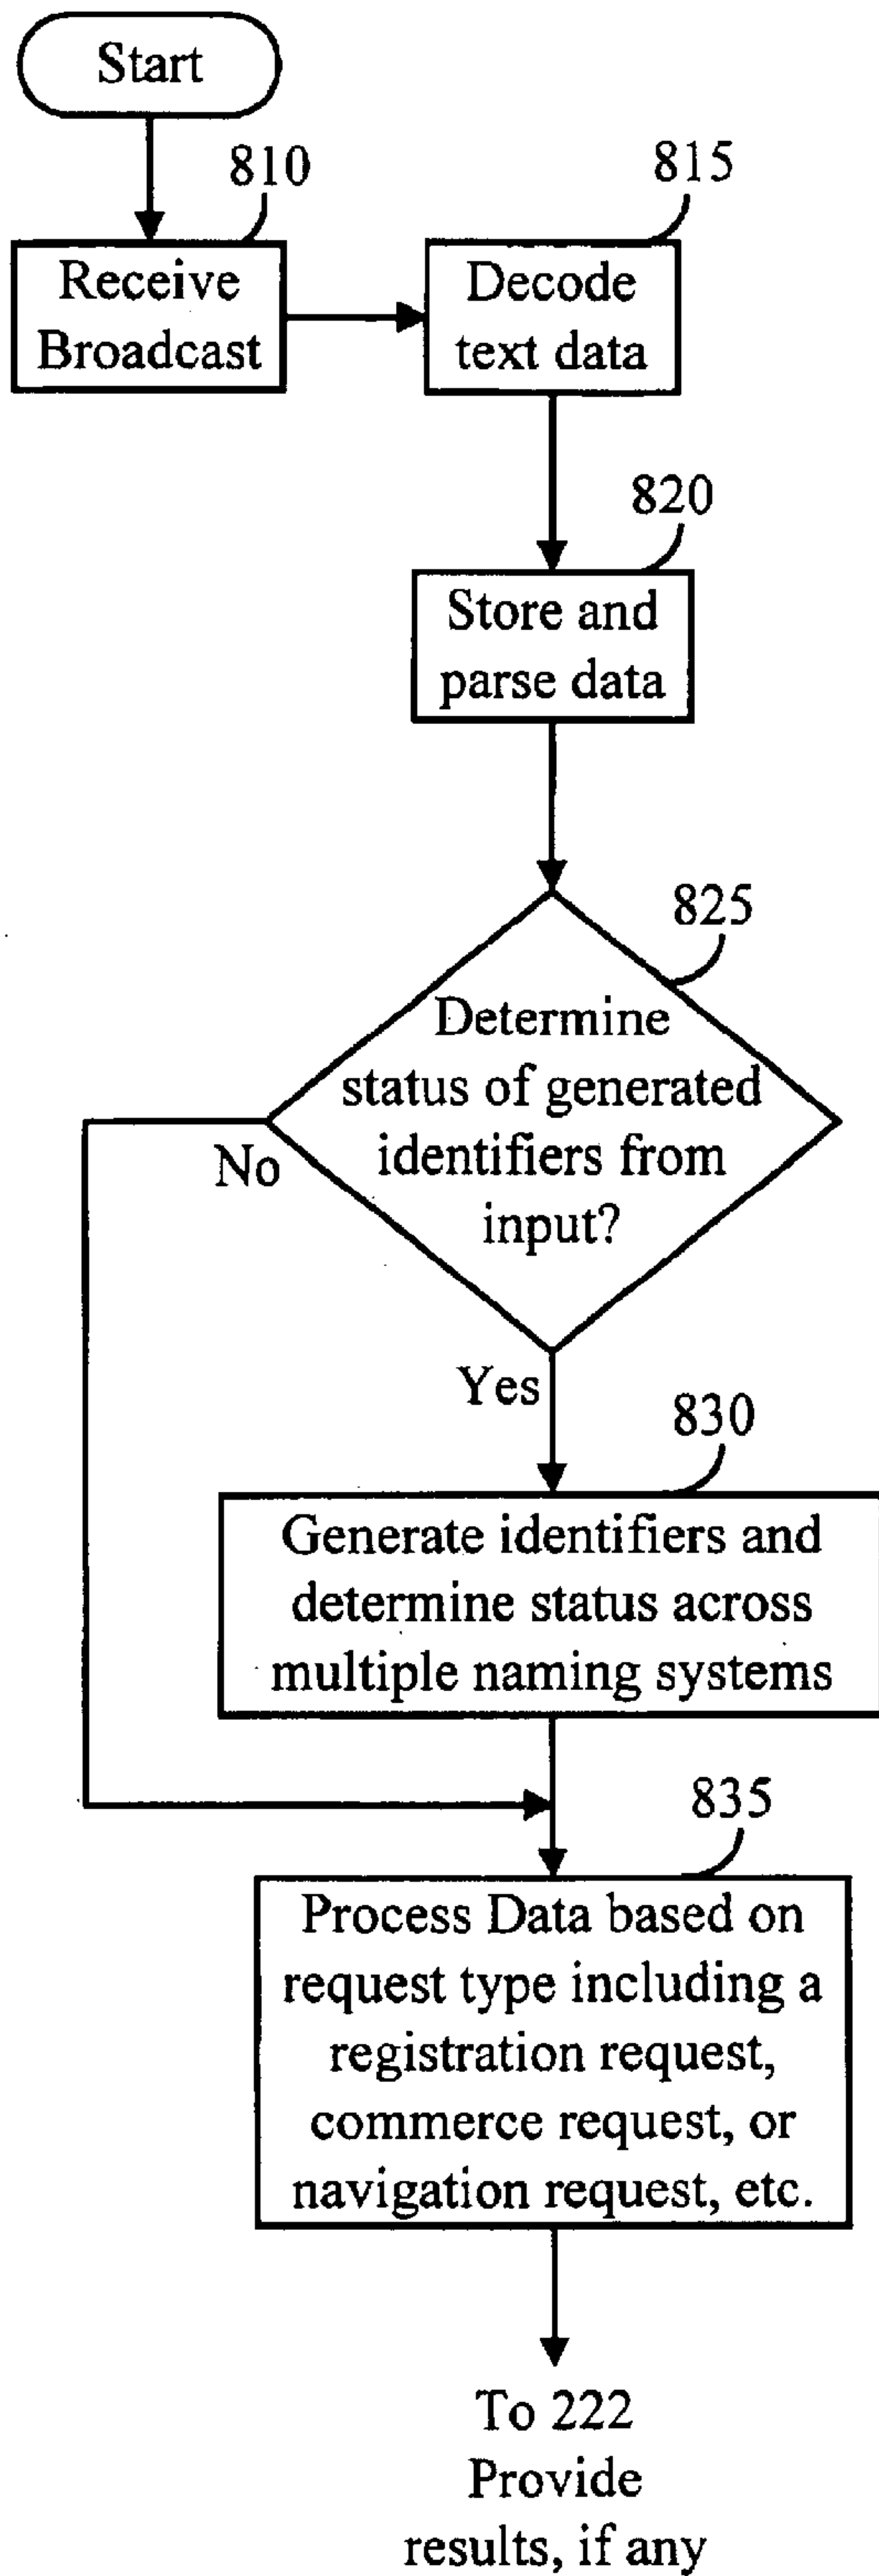 Start
810
Receive
Broadcast
815
Decode
text data
820
Store and
parse data
825
Determine
status of generated
identifiers from
input?
No
Yes
830
Generate identifiers and
determine status across
multiple naming systems
835
Process Data based on
request type including a
registration request,
commerce request, or
navigation request, etc.
To 222
Provide
results, if any